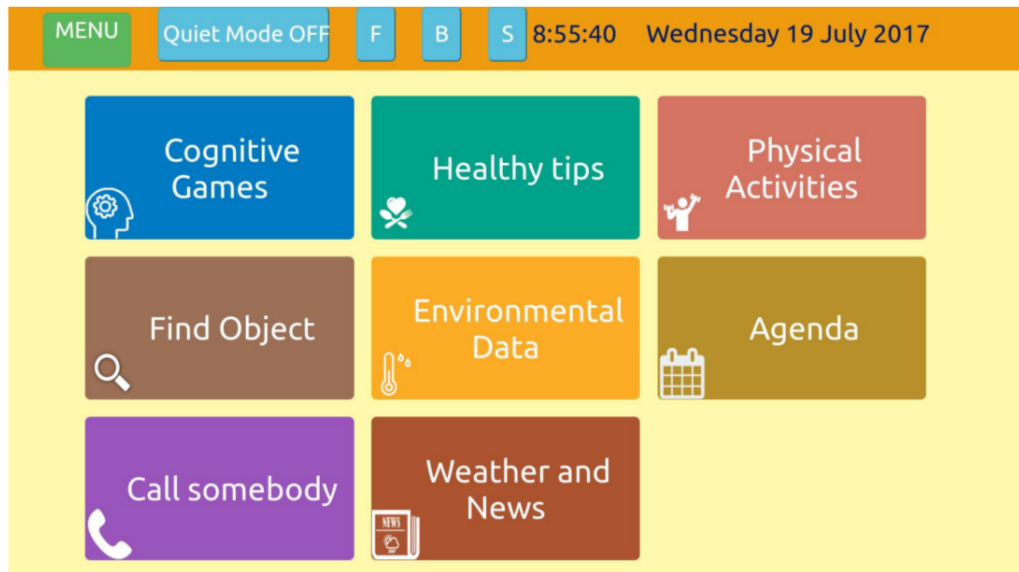 MENU
Quiet Mode OFF
F
B
S
8:55:40
Wednesday 19 July 2017
Cognitive
Games
Healthy tips
Physical
Activities
Find Object
Environmental
Data
Agenda
Call somebody
Weather and
News
NEWS